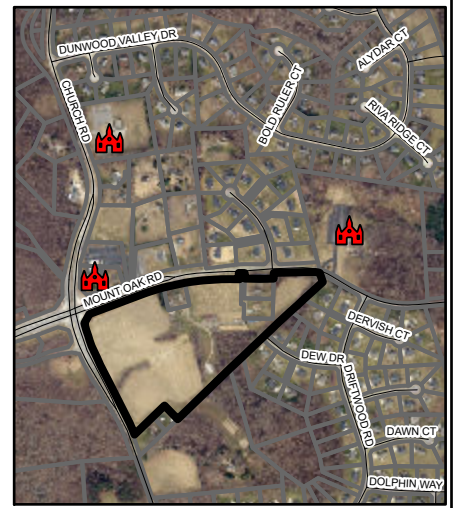 DUNWOOD VALLEY DR
ALYDAR CT
CHURCH RD
BOLD RULER CT
RIVA RIDGE CT
MOUNT OAK RD
DERVISH CT
DEW DR
DRIFTWOOD RD
DAWN CT
DOLPHIN WAY